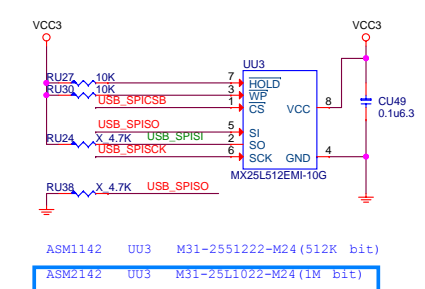 VCC3 VCC3
UU3
RU27 10K 7 HOLD
RU30 10K 3 WP
USB_SPICSB 1 CS VCC 8 CU49
0.1u6.3
USB_SPISO 5 SI
RU24 X_4.7K USB_SPISI 2 SO
USB_SPISCK 6 SCK GND 4
MX25L512EMI-10G
RU38 X_4.7K USB_SPISO
ASM1142 UU3 M31-2551222-M24(512K bit)
ASM2142 UU3 M31-25L1022-M24(1M bit)